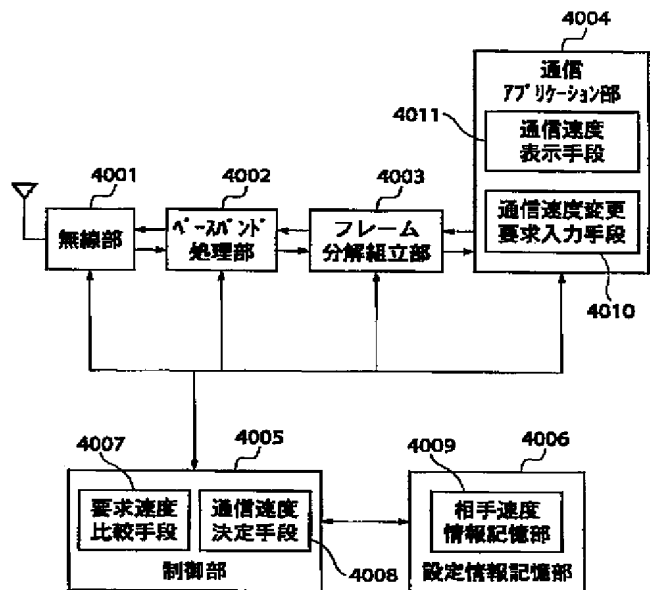 4004
通信
アプリケーション部
4011
通信速度
表示手段
4001
4002
4003
無線部
ベースバンド
処理部
フレーム
分解組立部
通信速度変更
要求入力手段
4010
4007
4005
4009
4006
要求速度
比較手段
通信速度
決定手段
相手速度
情報記憶部
制御部
4008
設定情報記憶部